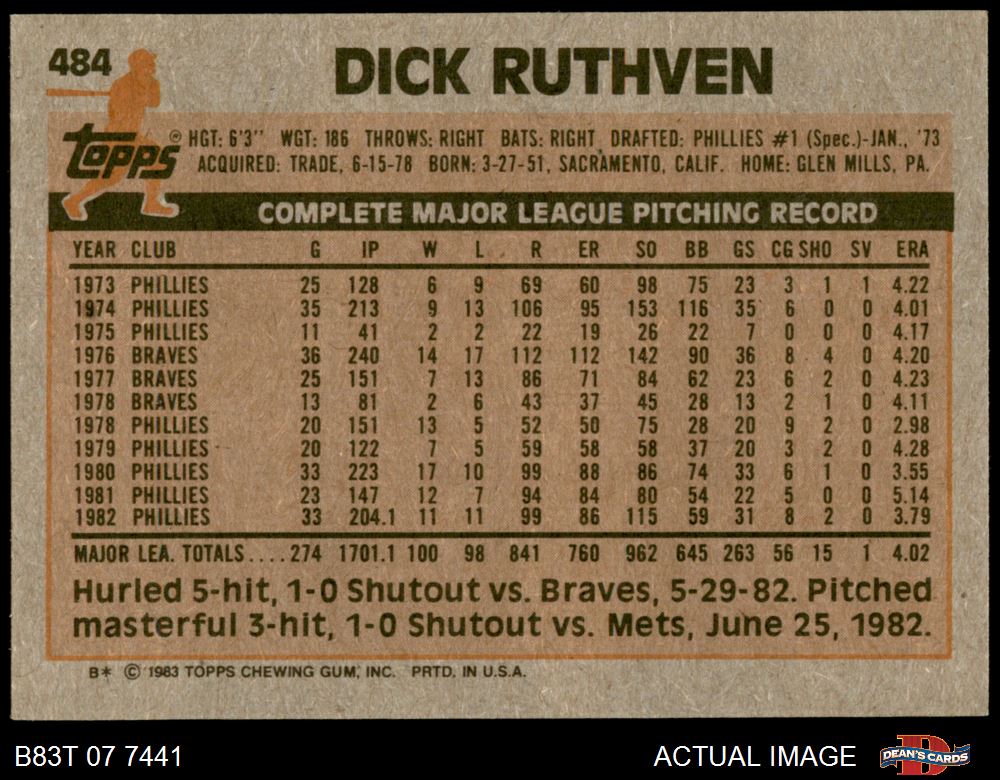 484
DICK RUTHVEN
topps® HGT: 6'3" WGT: 186 THROWS: RIGHT BATS: RIGHT, DRAFTED: PHILLIES #1 (Spec.)-JAN., '73
ACQUIRED: TRADE, 6-15-78 BORN: 3-27-51, SACRAMENTO, CALIF. HOME: GLEN MILLS, PA.
COMPLETE MAJOR LEAGUE PITCHING RECORD
YEAR CLUB G IP W L R ER SO BB GS CG SHO SV ERA
1973 PHILLIES 25 128 6 9 69 60 98 75 23 3 1 1 4.22
1974 PHILLIES 35 213 9 13 106 95 153 116 35 6 0 0 4.01
1975 PHILLIES 11 41 2 2 22 19 26 22 7 0 0 0 4.17
1976 BRAVES 36 240 14 17 112 112 142 90 36 8 4 0 4.20
1977 BRAVES 25 151 7 13 86 71 84 62 23 6 2 0 4.23
1978 BRAVES 13 81 2 6 43 37 45 28 13 2 1 0 4.11
1978 PHILLIES 20 151 13 5 52 50 75 28 20 9 2 0 2.98
1979 PHILLIES 20 122 7 5 59 58 58 37 20 3 2 0 4.28
1980 PHILLIES 33 223 17 10 99 88 86 74 33 6 1 0 3.55
1981 PHILLIES 23 147 12 7 94 84 80 54 22 5 0 0 5.14
1982 PHILLIES 33 204.1 11 11 99 86 115 59 31 8 2 0 3.79
MAJOR LEA. TOTALS.... 274 1701.1 100 98 841 760 962 645 263 56 15 1 4.02
Hurled 5-hit, 1-0 Shutout vs. Braves, 5-29-82. Pitched
masterful 3-hit, 1-0 Shutout vs. Mets, June 25, 1982.
B* © 1983 TOPPS CHEWING GUM, INC. PRTD. IN U.S.A.
B83T 07 7441
ACTUAL IMAGE
DEAN'S CARDS